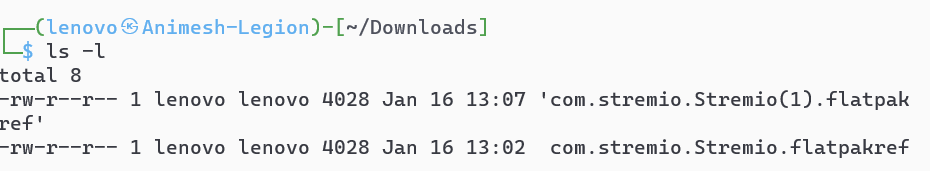 ┌──(lenovo㉿Animesh-Legion)-[~/Downloads]
└─$ ls -l
total 8
-rw-r--r-- 1 lenovo lenovo 4028 Jan 16 13:07 'com.stremio.Stremio(1).flatpak
ref'
-rw-r--r-- 1 lenovo lenovo 4028 Jan 16 13:02  com.stremio.Stremio.flatpakref